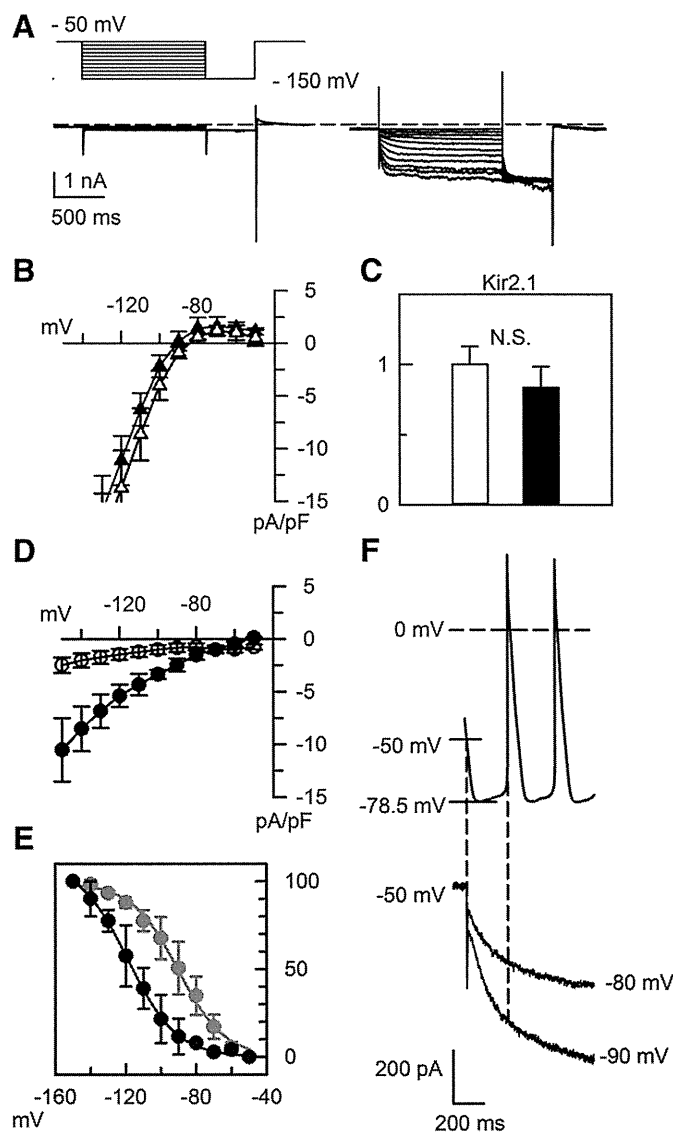 A
- 50 mV
- 150 mV
1 nA
500 ms
B
mV
-120
-80
5
0
-5
-10
-15
pA/pF
C
Kir2.1
N.S.
1
0
D
mV
-120
-80
5
0
-5
-10
-15
pA/pF
E
100
50
0
-160
-120
-80
-40
mV
F
0 mV
-50 mV
-78.5 mV
-50 mV
-80 mV
-90 mV
200 pA
200 ms